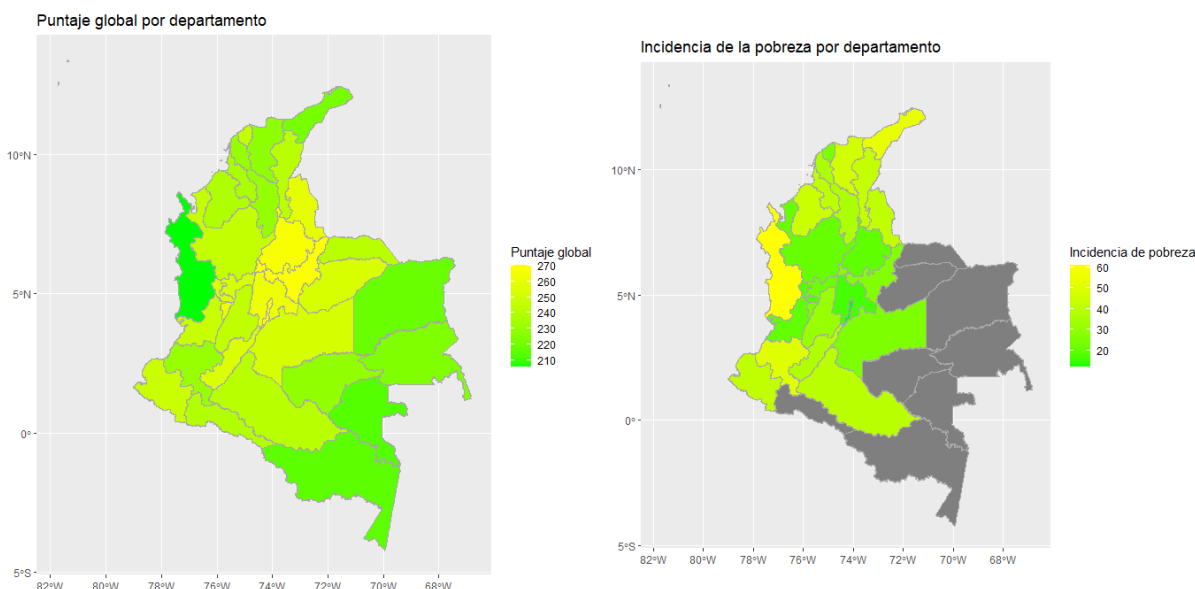 Puntaje global por departamento
10°N
5°N
0°
5°S
82°W 80°W 78°W 76°W 74°W 72°W 70°W 68°W
Puntaje global
270
260
250
240
230
220
210
Incidencia de la pobreza por departamento
10°N
5°N
0°
5°S
82°W 80°W 78°W 76°W 74°W 72°W 70°W 68°W
Incidencia de pobreza
60
50
40
30
20